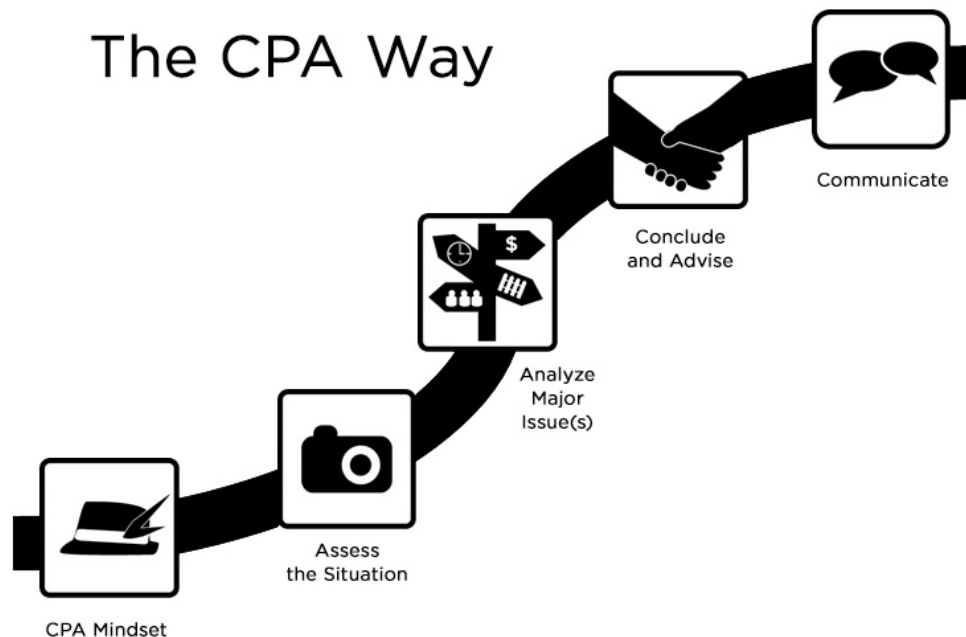 The CPA Way
CPA Mindset
Assess
the Situation
$
Analyze
Major
Issue(s)
Conclude
and Advise
Communicate